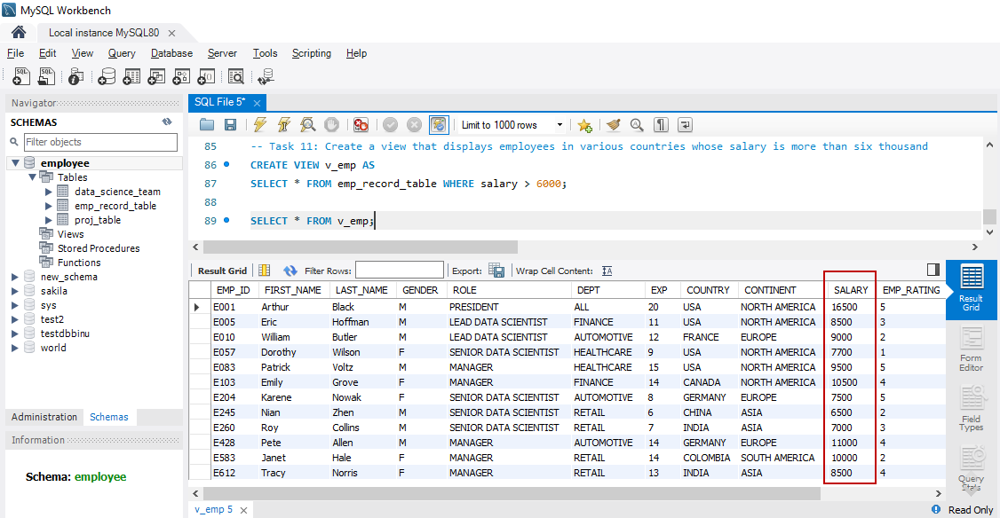 MySQL Workbench
Local instance MySQL80
File Edit View Query Database Server Tools Scripting Help
Navigator
SCHEMAS
Filter objects
employee
Tables
data_science_team
emp_record_table
proj_table
Views
Stored Procedures
Functions
new_schema
sakila
sys
test2
testdbbinu
world
Administration Schemas
Information
Schema: employee
SQL File 5*
Limit to 1000 rows
85 -- Task 11: Create a view that displays employees in various countries whose salary is more than six thousand
86 CREATE VIEW v_emp AS
87 SELECT * FROM emp_record_table WHERE salary > 6000;
88
89 SELECT * FROM v_emp;
Result Grid Filter Rows: Export: Wrap Cell Content:
EMP_ID FIRST_NAME LAST_NAME GENDER ROLE DEPT EXP COUNTRY CONTINENT SALARY EMP_RATING
E001 Arthur Black M PRESIDENT ALL 20 USA NORTH AMERICA 16500 5
E005 Eric Hoffman M LEAD DATA SCIENTIST FINANCE 11 USA NORTH AMERICA 8500 3
E010 William Butler M LEAD DATA SCIENTIST AUTOMOTIVE 12 FRANCE EUROPE 9000 2
E057 Dorothy Wilson F SENIOR DATA SCIENTIST HEALTHCARE 9 USA NORTH AMERICA 7700 1
E083 Patrick Voltz M MANAGER HEALTHCARE 15 USA NORTH AMERICA 9500 5
E103 Emily Grove F MANAGER FINANCE 14 CANADA NORTH AMERICA 10500 4
E204 Karene Nowak F SENIOR DATA SCIENTIST AUTOMOTIVE 8 GERMANY EUROPE 7500 5
E245 Nian Zhen M SENIOR DATA SCIENTIST RETAIL 6 CHINA ASIA 6500 2
E260 Roy Collins M SENIOR DATA SCIENTIST RETAIL 7 INDIA ASIA 7000 3
E428 Pete Allen M MANAGER AUTOMOTIVE 14 GERMANY EUROPE 11000 4
E583 Janet Hale F MANAGER RETAIL 14 COLOMBIA SOUTH AMERICA 10000 2
E612 Tracy Norris F MANAGER RETAIL 13 INDIA ASIA 8500 4
Result
Grid
Form
Editor
Field
Types
Query
Stats
v_emp 5
Read Only